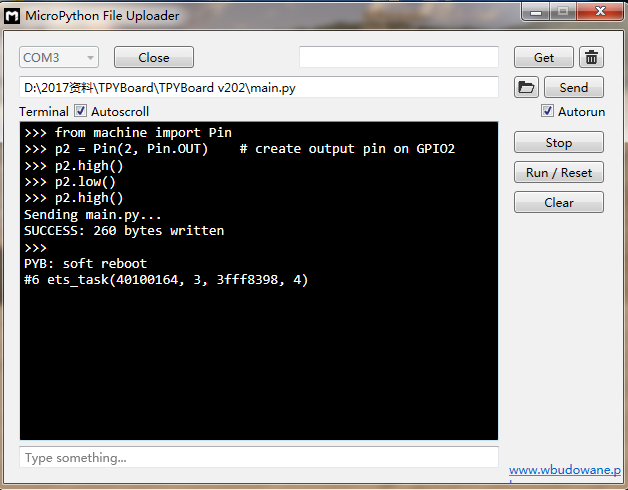 MicroPython File Uploader
COM3
Close
Get
D:\2017资料\TPYBoard\TPYBoard v202\main.py
Send
Terminal
Autoscroll
Autorun
>>> from machine import Pin
>>> p2 = Pin(2, Pin.OUT)    # create output pin on GPIO2
>>> p2.high()
>>> p2.low()
>>> p2.high()
Sending main.py...
SUCCESS: 260 bytes written
>>>
PYB: soft reboot
#6 ets_task(40100164, 3, 3fff8398, 4)
Stop
Run / Reset
Clear
Type something...
www.wbudowane.p